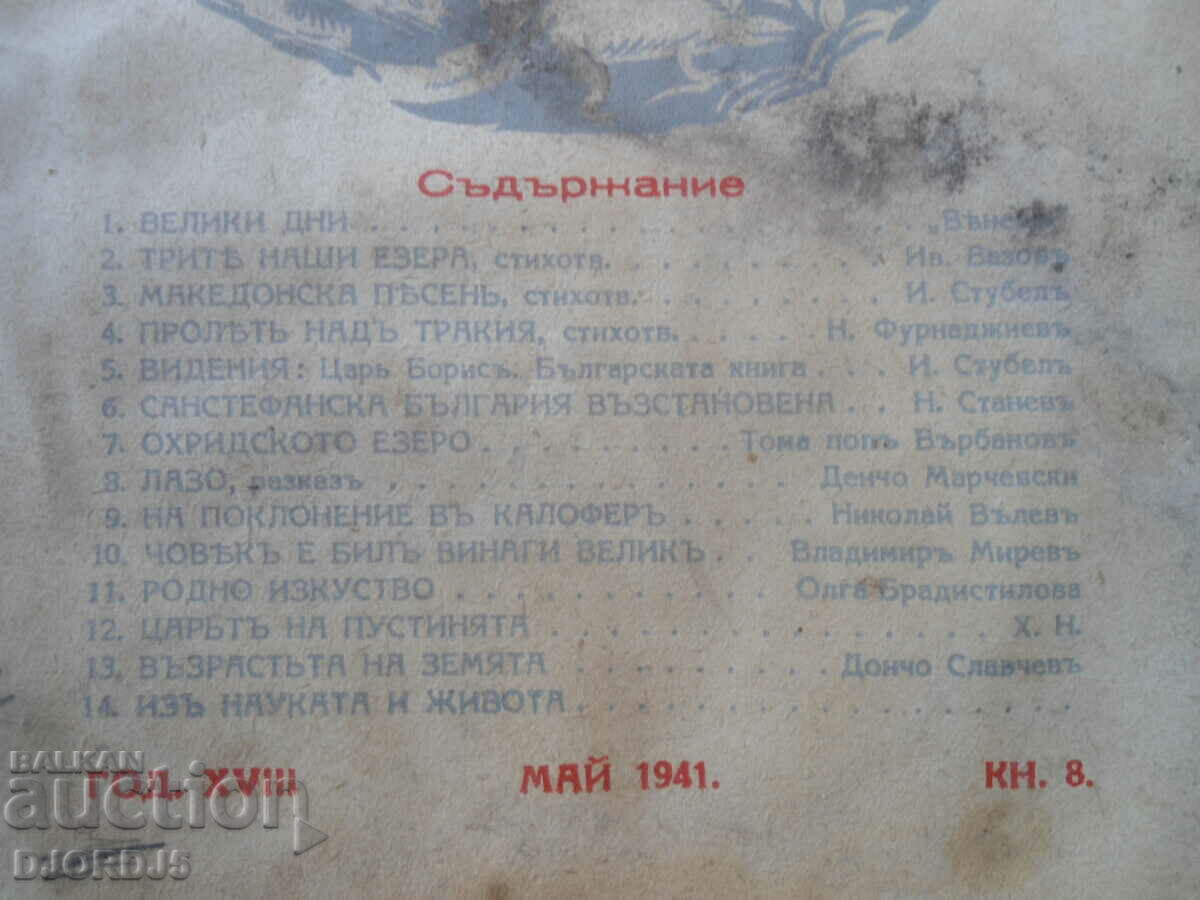 Съдържание
1. ВЕЛИКИ ДНИ . . . . . . . . . . . . . . . . .
2. ТРИТѢ НАШИ ЕЗЕРА, стихотв. . . . . . . . . Ив. Вазовъ
3. МАКЕДОНСКА ПѢСЕНЬ, стихотв. . . . . . . . И. Стубелъ
4. ПРОЛѢТЬ НАДЪ ТРАКИЯ, стихотв. . . . . . Н. Фурнаджиевъ
5. ВИДЕНИЯ: Царь Борисъ. Българската книга . . . И. Стубелъ
6. САНСТЕФАНСКА БЪЛГАРИЯ ВЪЗСТАНОВЕНА . . Н. Станевъ
7. ОХРИДСКОТО ЕЗЕРО . . . . . . . . Тома попъ Върбановъ
8. ЛАЗО, разказъ . . . . . . . . . . . . Денчо Марчевски
9. НА ПОКЛОНЕНИЕ ВЪ КАЛОФЕРЪ . . . . . Николай Вълевъ
10. ЧОВѢКЪ Е БИЛЪ ВИНАГИ ВЕЛИКЪ . . Владимиръ Миревъ
11. РОДНО ИЗКУСТВО . . . . . . . . . . . Олга Брадистилова
12. ЦАРЬТЪ НА ПУСТИНЯТА . . . . . . . . . . . . . . Х. Н.
13. ВЪЗРАСТЬТА НА ЗЕМЯТА . . . . . . . . Дончо Славчевъ
14. ИЗЪ НАУКАТА И ЖИВОТА . . . . . . . . . . . . . . .
ГОД. XVIII МАЙ 1941. КН. 8.
BALKAN
auction
DJORDJ5